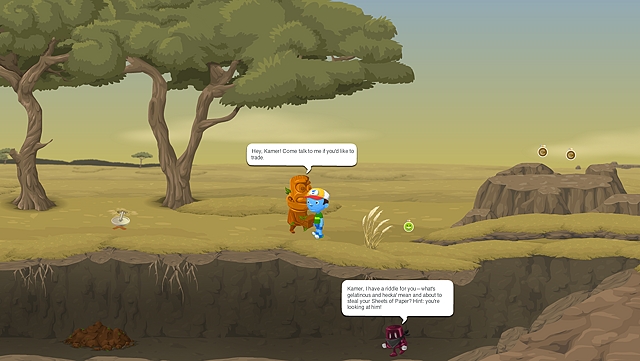 Hey, Kamer! Come talk to me if you'd like to
trade.
Kamer, I have a riddle for you—what's
gelatinous and hecka' mean and about to
steal your Sheets of Paper? Hint: you're
looking at him!